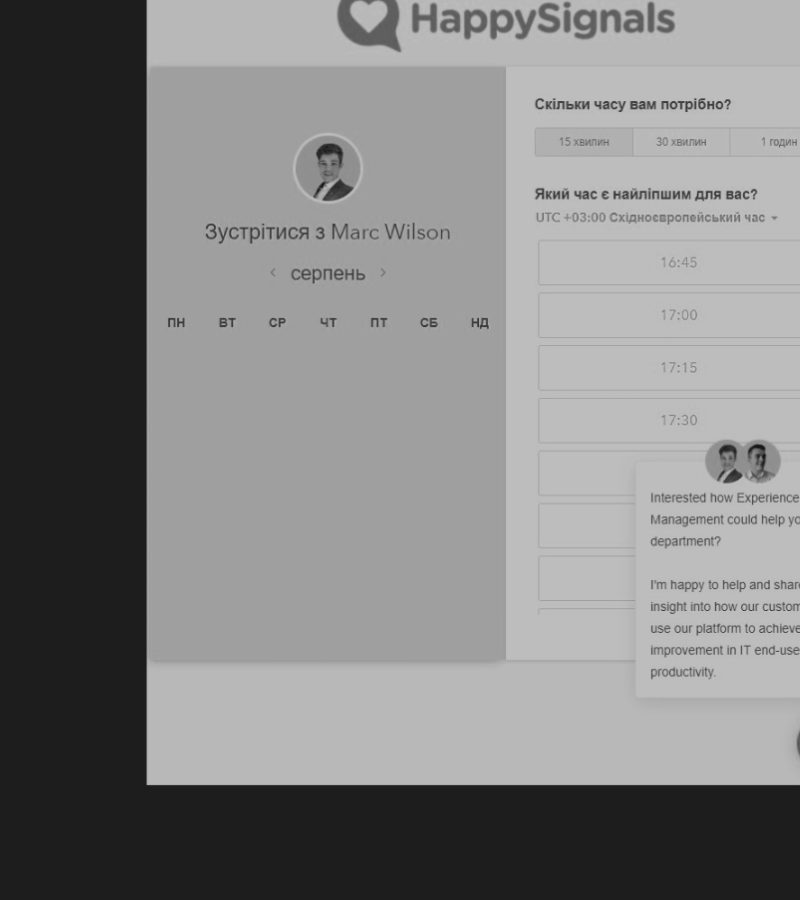 HappySignals
Зустрітися з Marc Wilson
серпень
ПН ВТ СР ЧТ ПТ СБ НД
Скільки часу вам потрібно?
15 хвилин 30 хвилин 1 годин
Який час є найліпшим для вас?
UTC +03:00 Східноєвропейський час
16:45
17:00
17:15
17:30
Interested how Experience
Management could help yo
department?
I'm happy to help and share
insight into how our custom
use our platform to achieve
improvement in IT end-use
productivity.